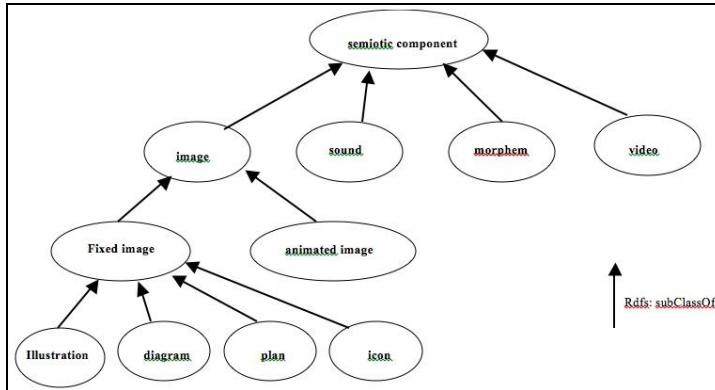 semiotic component
image
sound
morphem
video
Fixed image
animated image
Rdfs: subClassOf
Illustration
diagram
plan
icon